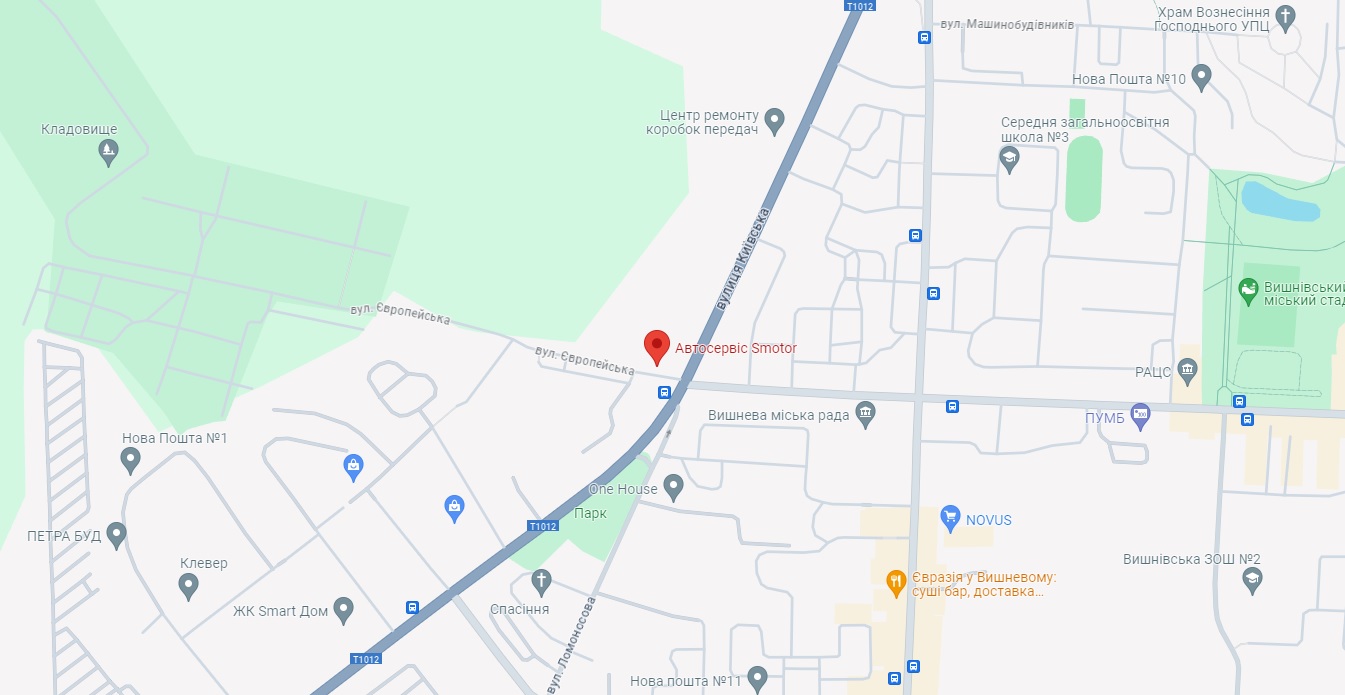 T1012
вул. Машинобудівників
Храм Вознесіння
Господнього УПЦ
Нова Пошта №10
Центр ремонту
коробок передач
Середня загальноосвітня
школа №3
Кладовище
вулиця Київська
Вишнівський
міський стад
вул. Європейська
вул. Європейська
Автосервіс Smotor
РАЦС
Вишнева міська рада
ПУМБ
Нова Пошта №1
One House
Парк
T1012
NOVUS
ПЕТРА БУД
Клевер
Вишнівська ЗОШ №2
Євразія у Вишневому:
суші бар, доставка...
ЖК Smart Дом
Спасіння
вул. Ломоносова
T1012
Нова пошта №11